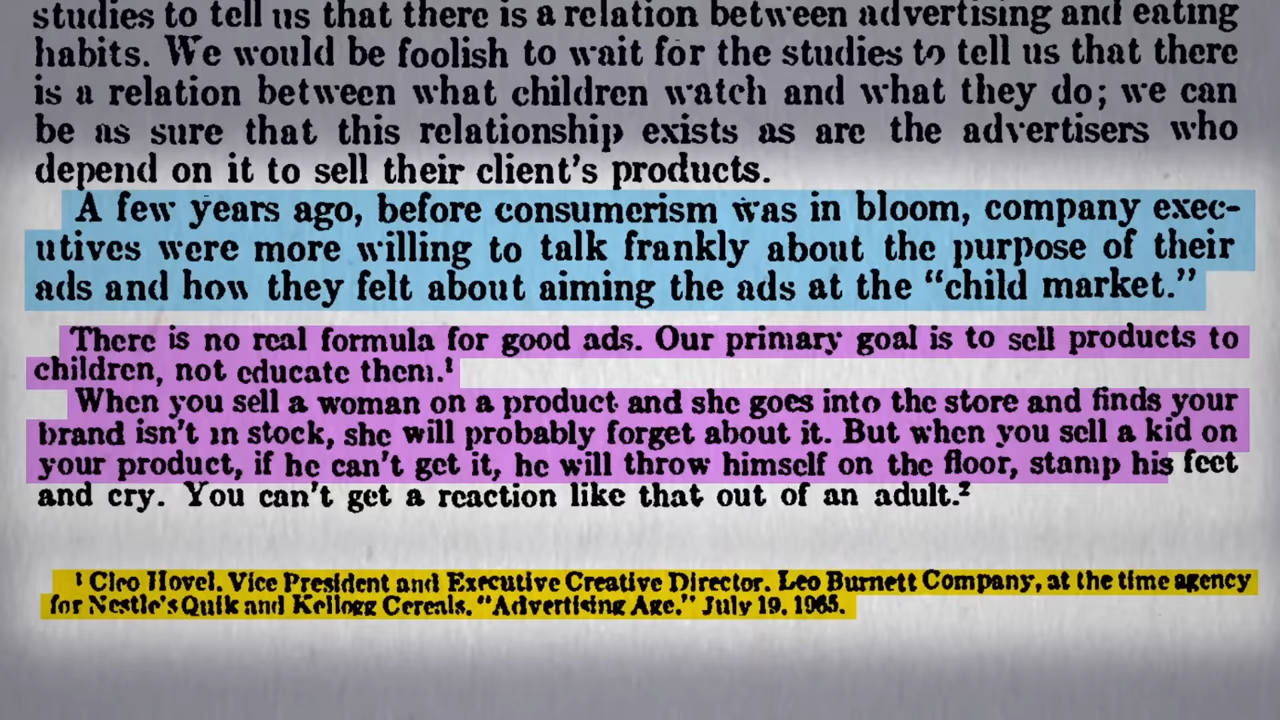 studies to tell us that there is a relation between advertising and eating
habits. We would be foolish to wait for the studies to tell us that there
is a relation between what children watch and what they do; we can
be as sure that this relationship exists as are the advertisers who
depend on it to sell their client's products.
A few years ago, before consumerism was in bloom, company exec-
utives were more willing to talk frankly about the purpose of their
ads and how they felt about aiming the ads at the “child market.”
There is no real formula for good ads. Our primary goal is to sell products to
children, not educate them.¹
When you sell a woman on a product and she goes into the store and finds your
brand isn't in stock, she will probably forget about it. But when you sell a kid on
your product, if he can't get it, he will throw himself on the floor, stamp his feet
and cry. You can't get a reaction like that out of an adult.²
¹ Cleo Hovel. Vice President and Executive Creative Director. Leo Burnett Company, at the time agency
for Nestle's Quik and Kellogg Cereals. "Advertising Age." July 19, 1965.